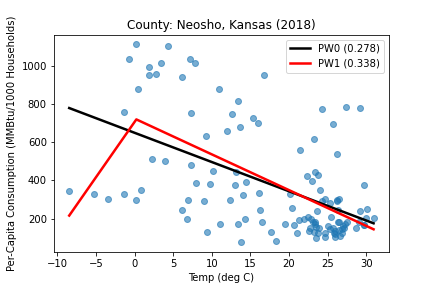 County: Neosho, Kansas (2018)
PW0 (0.278)
PW1 (0.338)
Per-Capita Consumption (MMBtu/1000 Households)
1000
800
600
400
200
−10 −5 0 5 10 15 20 25 30
Temp (deg C)